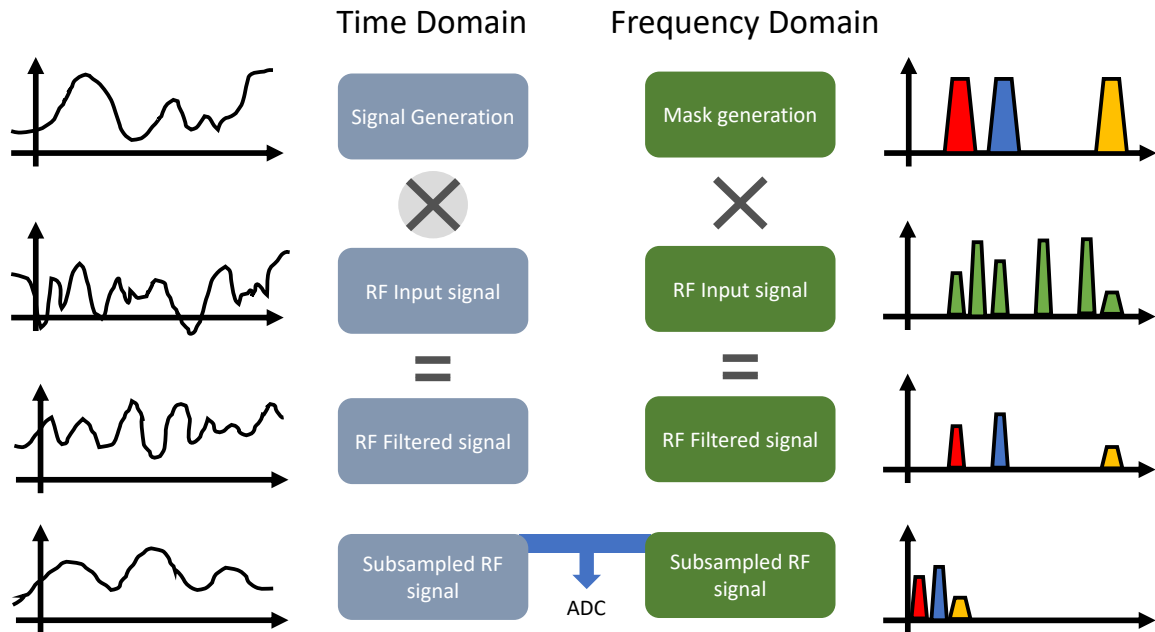 Time Domain
Frequency Domain
Signal Generation
Mask generation
RF Input signal
RF Input signal
=
=
RF Filtered signal
RF Filtered signal
Subsampled RF
signal
Subsampled RF
signal
ADC